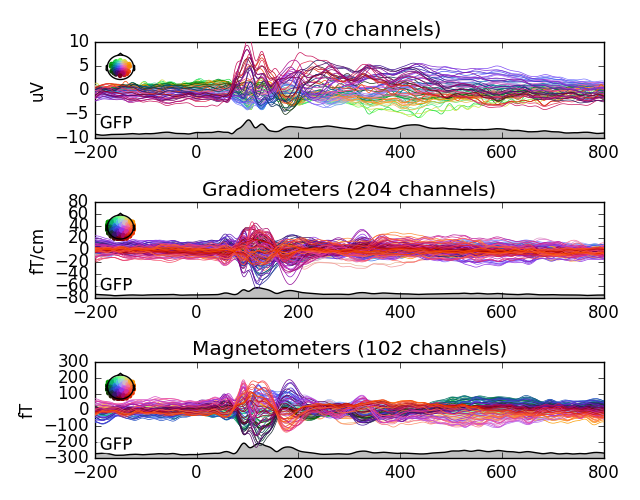 EEG (70 channels)
10
5
0
−5
−10
uV
GFP
−200 0 200 400 600 800
Gradiometers (204 channels)
80
60
40
20
0
−20
−40
−60
−80
fT/cm
GFP
−200 0 200 400 600 800
Magnetometers (102 channels)
300
200
100
0
−100
−200
−300
fT
GFP
−200 0 200 400 600 800